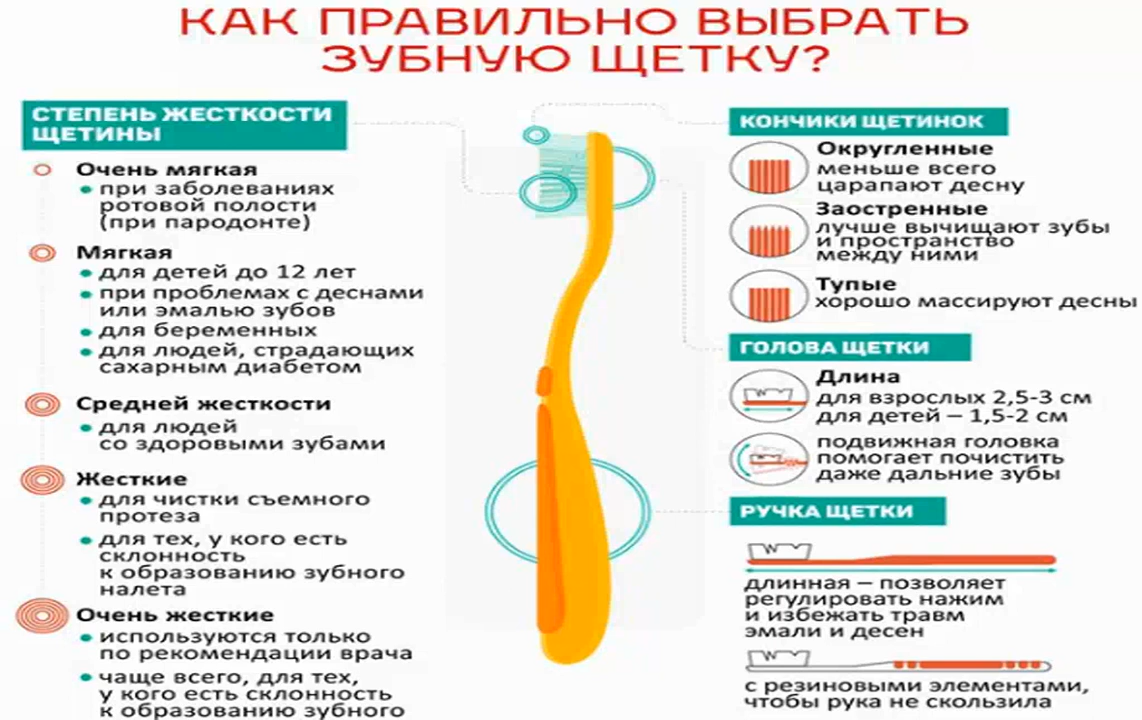 КАК ПРАВИЛЬНО ВЫБРАТЬ
ЗУБНУЮ ЩЕТКУ?
СТЕПЕНЬ ЖЕСТКОСТИ
ЩЕТИНЫ
Очень мягкая
при заболеваниях
ротовой полости
(при пародонте)
Мягкая
для детей до 12 лет
при проблемах с деснами
или эмалью зубов
для беременных
для людей, страдающих
сахарным диабетом
Средней жесткости
для людей
со здоровыми зубами
Жесткие
для чистки съемного
протеза
для тех, у кого есть
склонность
к образованию зубного
налета
Очень жесткие
используются только
по рекомендации врача
чаще всего, для тех,
у кого есть склонность
к образованию зубного
КОНЧИКИ ЩЕТИНОК
Округленные
меньше всего
царапают десну
Заостренные
лучше вычищают зубы
и пространство
между ними
Тупые
хорошо массируют десны
ГОЛОВА ЩЕТКИ
Длина
для взрослых 2,5-3 см
для детей – 1,5-2 см
подвижная головка
помогает почистить
даже дальние зубы
РУЧКА ЩЕТКИ
длинная – позволяет
регулировать нажим
и избежать травм
эмали и десен
с резиновыми элементами,
чтобы рука не скользила